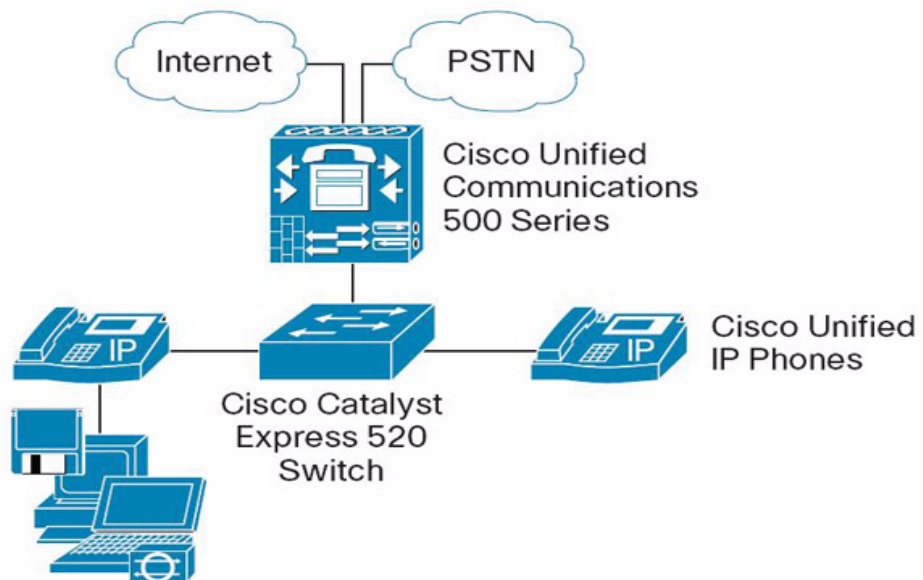 Internet
PSTN
Cisco Unified
Communications
500 Series
IP
IP
Cisco Unified
IP Phones
Cisco Catalyst
Express 520
Switch